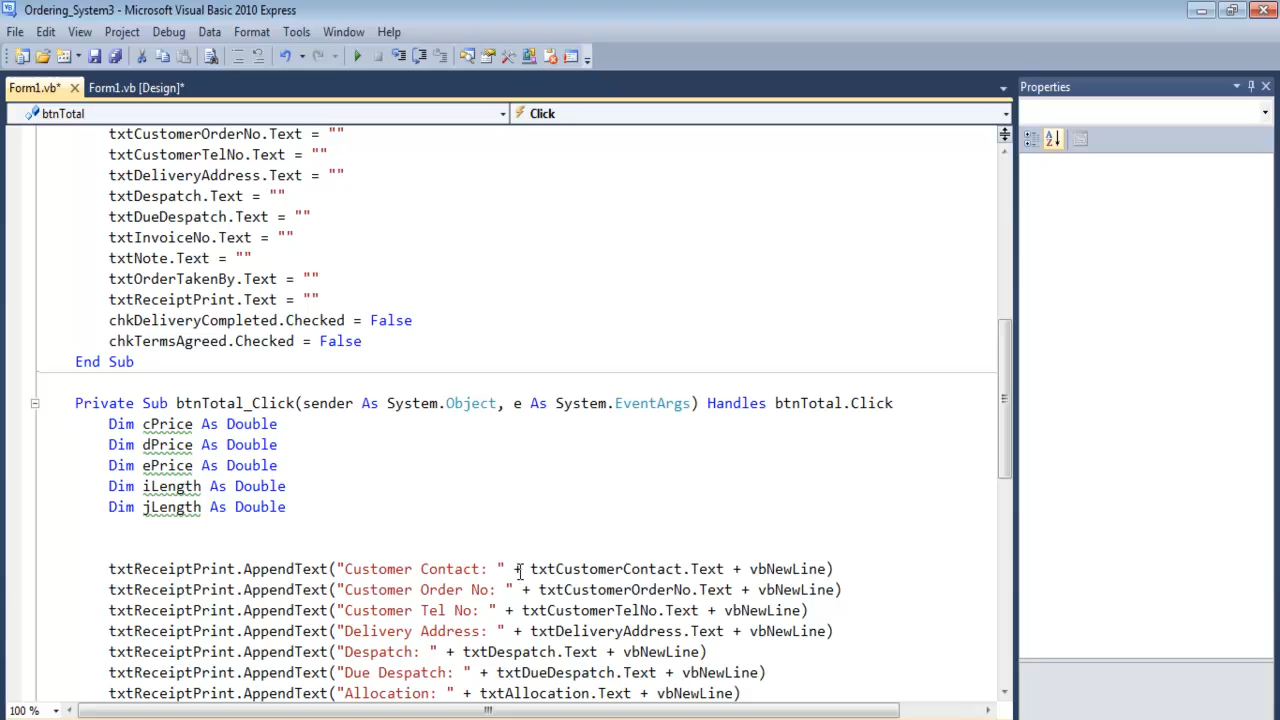 Ordering_System3 - Microsoft Visual Basic 2010 Express
File Edit View Project Debug Data Format Tools Window Help
Form1.vb* Form1.vb [Design]*
Properties
btnTotal Click
txtCustomerOrderNo.Text = ""
txtCustomerTelNo.Text = ""
txtDeliveryAddress.Text = ""
txtDespatch.Text = ""
txtDueDespatch.Text = ""
txtInvoiceNo.Text = ""
txtNote.Text = ""
txtOrderTakenBy.Text = ""
txtReceiptPrint.Text = ""
chkDeliveryCompleted.Checked = False
chkTermsAgreed.Checked = False
End Sub
Private Sub btnTotal_Click(sender As System.Object, e As System.EventArgs) Handles btnTotal.Click
Dim cPrice As Double
Dim dPrice As Double
Dim ePrice As Double
Dim iLength As Double
Dim jLength As Double
txtReceiptPrint.AppendText("Customer Contact: " + txtCustomerContact.Text + vbNewLine)
txtReceiptPrint.AppendText("Customer Order No: " + txtCustomerOrderNo.Text + vbNewLine)
txtReceiptPrint.AppendText("Customer Tel No: " + txtCustomerTelNo.Text + vbNewLine)
txtReceiptPrint.AppendText("Delivery Address: " + txtDeliveryAddress.Text + vbNewLine)
txtReceiptPrint.AppendText("Despatch: " + txtDespatch.Text + vbNewLine)
txtReceiptPrint.AppendText("Due Despatch: " + txtDueDespatch.Text + vbNewLine)
txtReceiptPrint.AppendText("Allocation: " + txtAllocation.Text + vbNewLine)
100 %